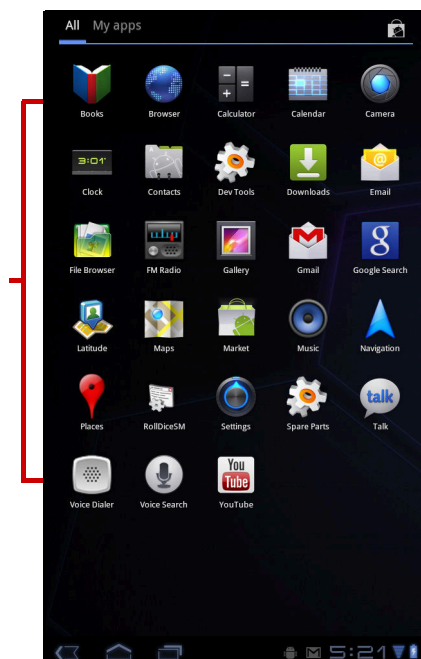 All My apps
Books Browser Calculator Calendar Camera
3:01
Clock Contacts Dev Tools Downloads Email
File Browser FM Radio Gallery Gmail Google Search
Latitude Maps Market Music Navigation
talk
Places RollDiceSM Settings Spare Parts Talk
You
Tube
Voice Dialer Voice Search YouTube
5:21